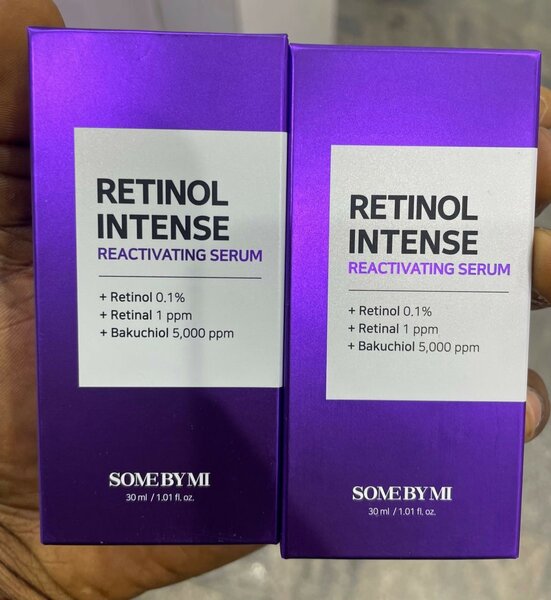 RETINOL
INTENSE
REACTIVATING SERUM
+ Retinol 0.1%
+ Retinal 1 ppm
+ Bakuchiol 5,000 ppm
SOME BY MI
30 ml / 1.01 fl. oz.
RETINOL
INTENSE
REACTIVATING SERUM
+ Retinol 0.1%
+ Retinal 1 ppm
+ Bakuchiol 5,000 ppm
SOME BY MI
30 ml / 1.01 fl. oz.